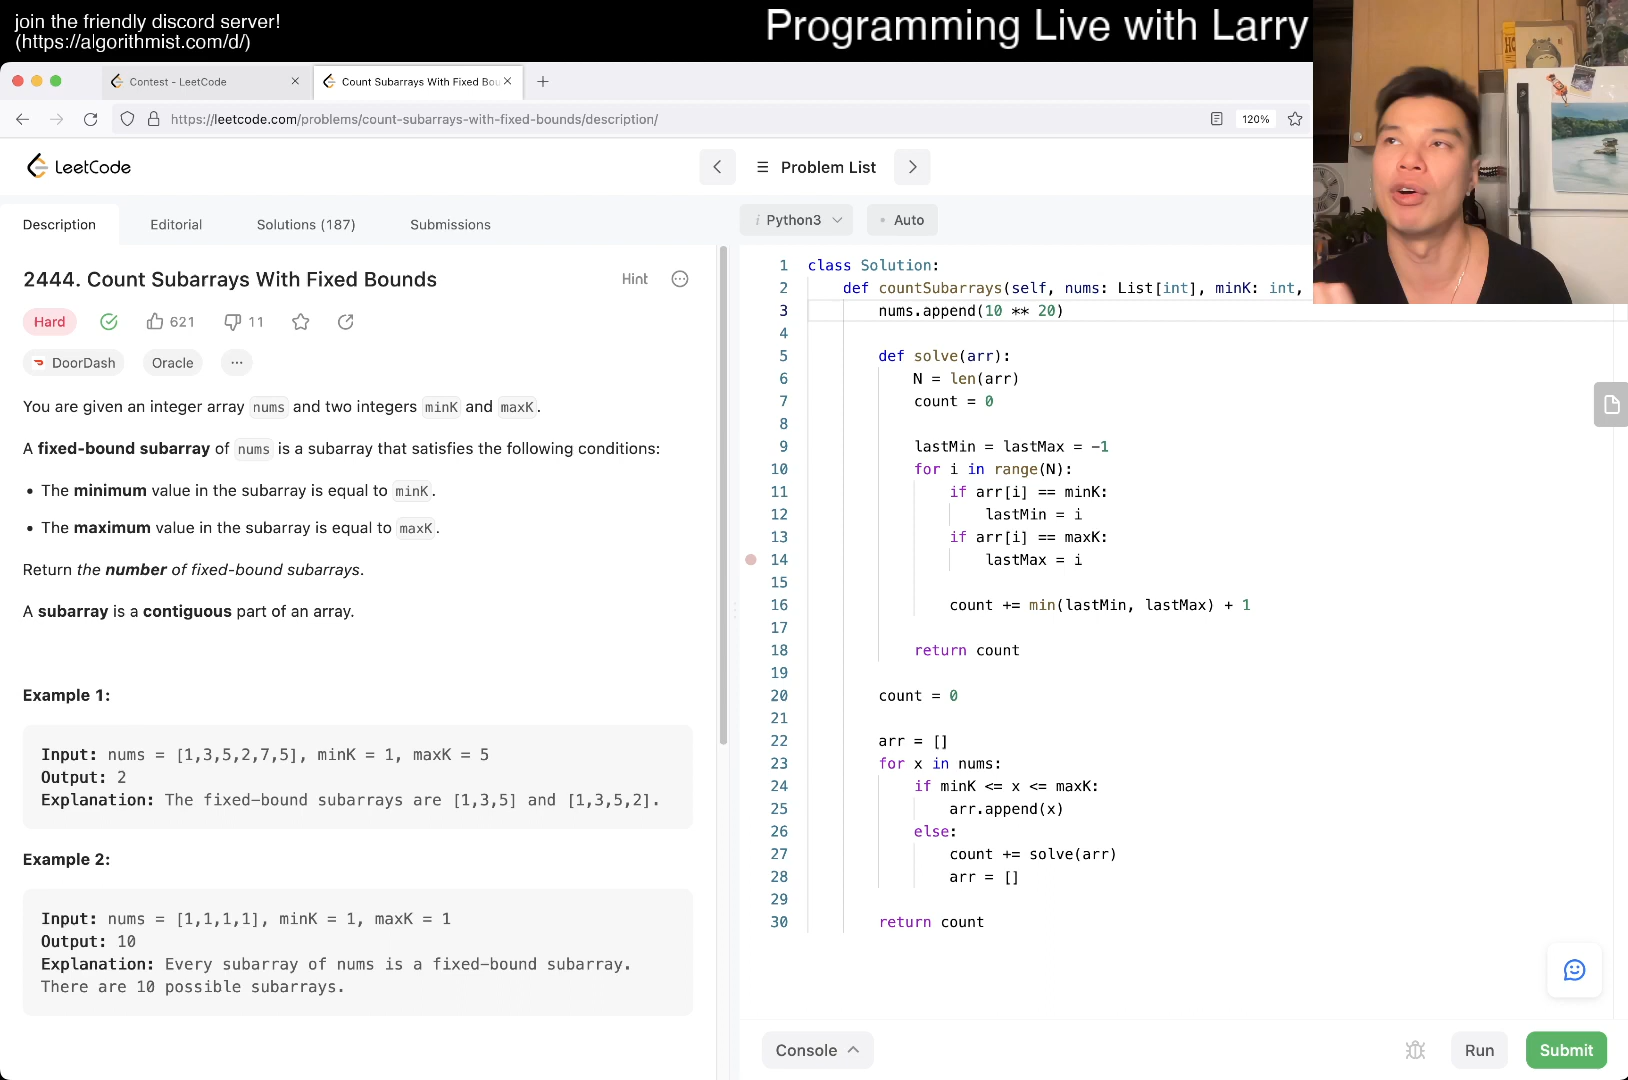 join the friendly discord server!
(https://algorithmist.com/d/)
Programming Live with Larry
Contest - LeetCode
Count Subarrays With Fixed Bou
https://leetcode.com/problems/count-subarrays-with-fixed-bounds/description/
120%
LeetCode
Problem List
Description
Editorial
Solutions (187)
Submissions
2444. Count Subarrays With Fixed Bounds
Hint
Hard
621
11
DoorDash
Oracle
...
You are given an integer array nums and two integers minK and maxK.
A fixed-bound subarray of nums is a subarray that satisfies the following conditions:
• The minimum value in the subarray is equal to minK.
• The maximum value in the subarray is equal to maxK.
Return the number of fixed-bound subarrays.
A subarray is a contiguous part of an array.
Example 1:
Input: nums = [1,3,5,2,7,5], minK = 1, maxK = 5
Output: 2
Explanation: The fixed-bound subarrays are [1,3,5] and [1,3,5,2].
Example 2:
Input: nums = [1,1,1,1], minK = 1, maxK = 1
Output: 10
Explanation: Every subarray of nums is a fixed-bound subarray.
There are 10 possible subarrays.
i Python3
Auto
1 class Solution:
2 def countSubarrays(self, nums: List[int], minK: int,
3 nums.append(10 ** 20)
4
5 def solve(arr):
6 N = len(arr)
7 count = 0
8
9 lastMin = lastMax = -1
10 for i in range(N):
11 if arr[i] == minK:
12 lastMin = i
13 if arr[i] == maxK:
14 lastMax = i
15
16 count += min(lastMin, lastMax) + 1
17
18 return count
19
20 count = 0
21
22 arr = []
23 for x in nums:
24 if minK <= x <= maxK:
25 arr.append(x)
26 else:
27 count += solve(arr)
28 arr = []
29
30 return count
Console
Run
Submit